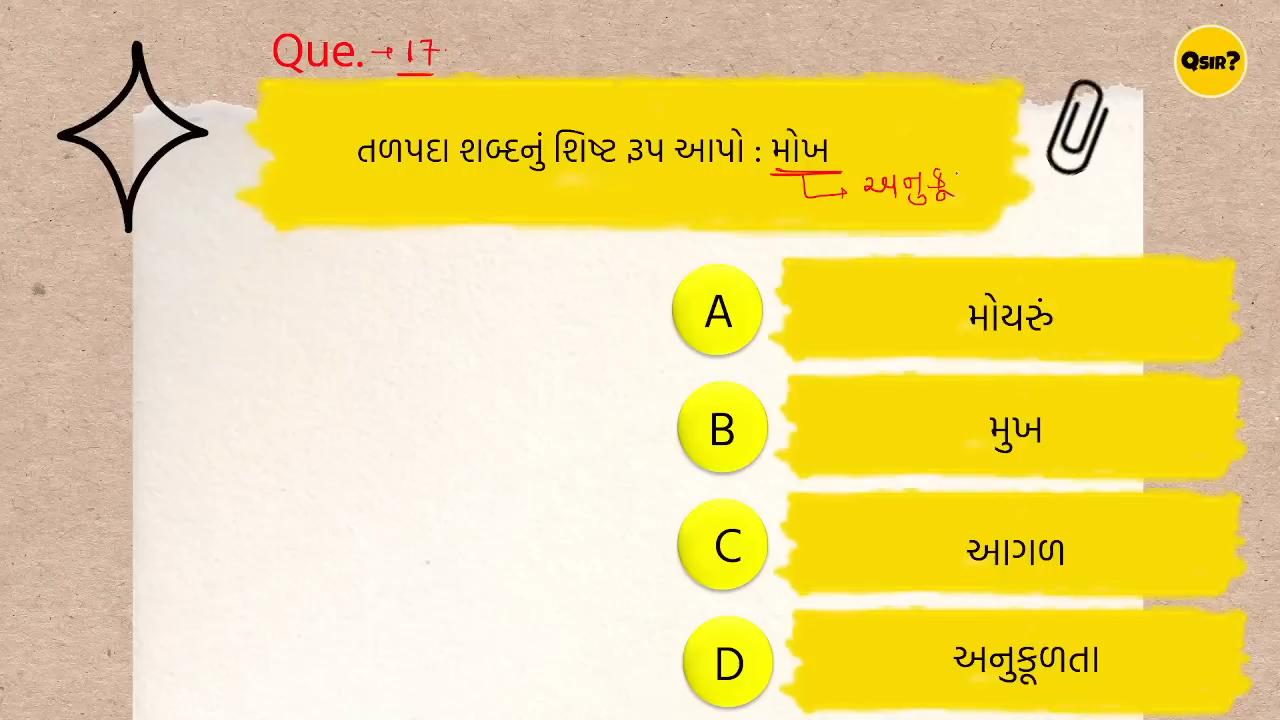 Que. → 17
QSIR?
તળપદા શબ્દનું શિષ્ટ રૂપ આપો : મોખ
→ અનુકૂ
A મોયરું
B મુખ
C આગળ
D અનુકૂળતા